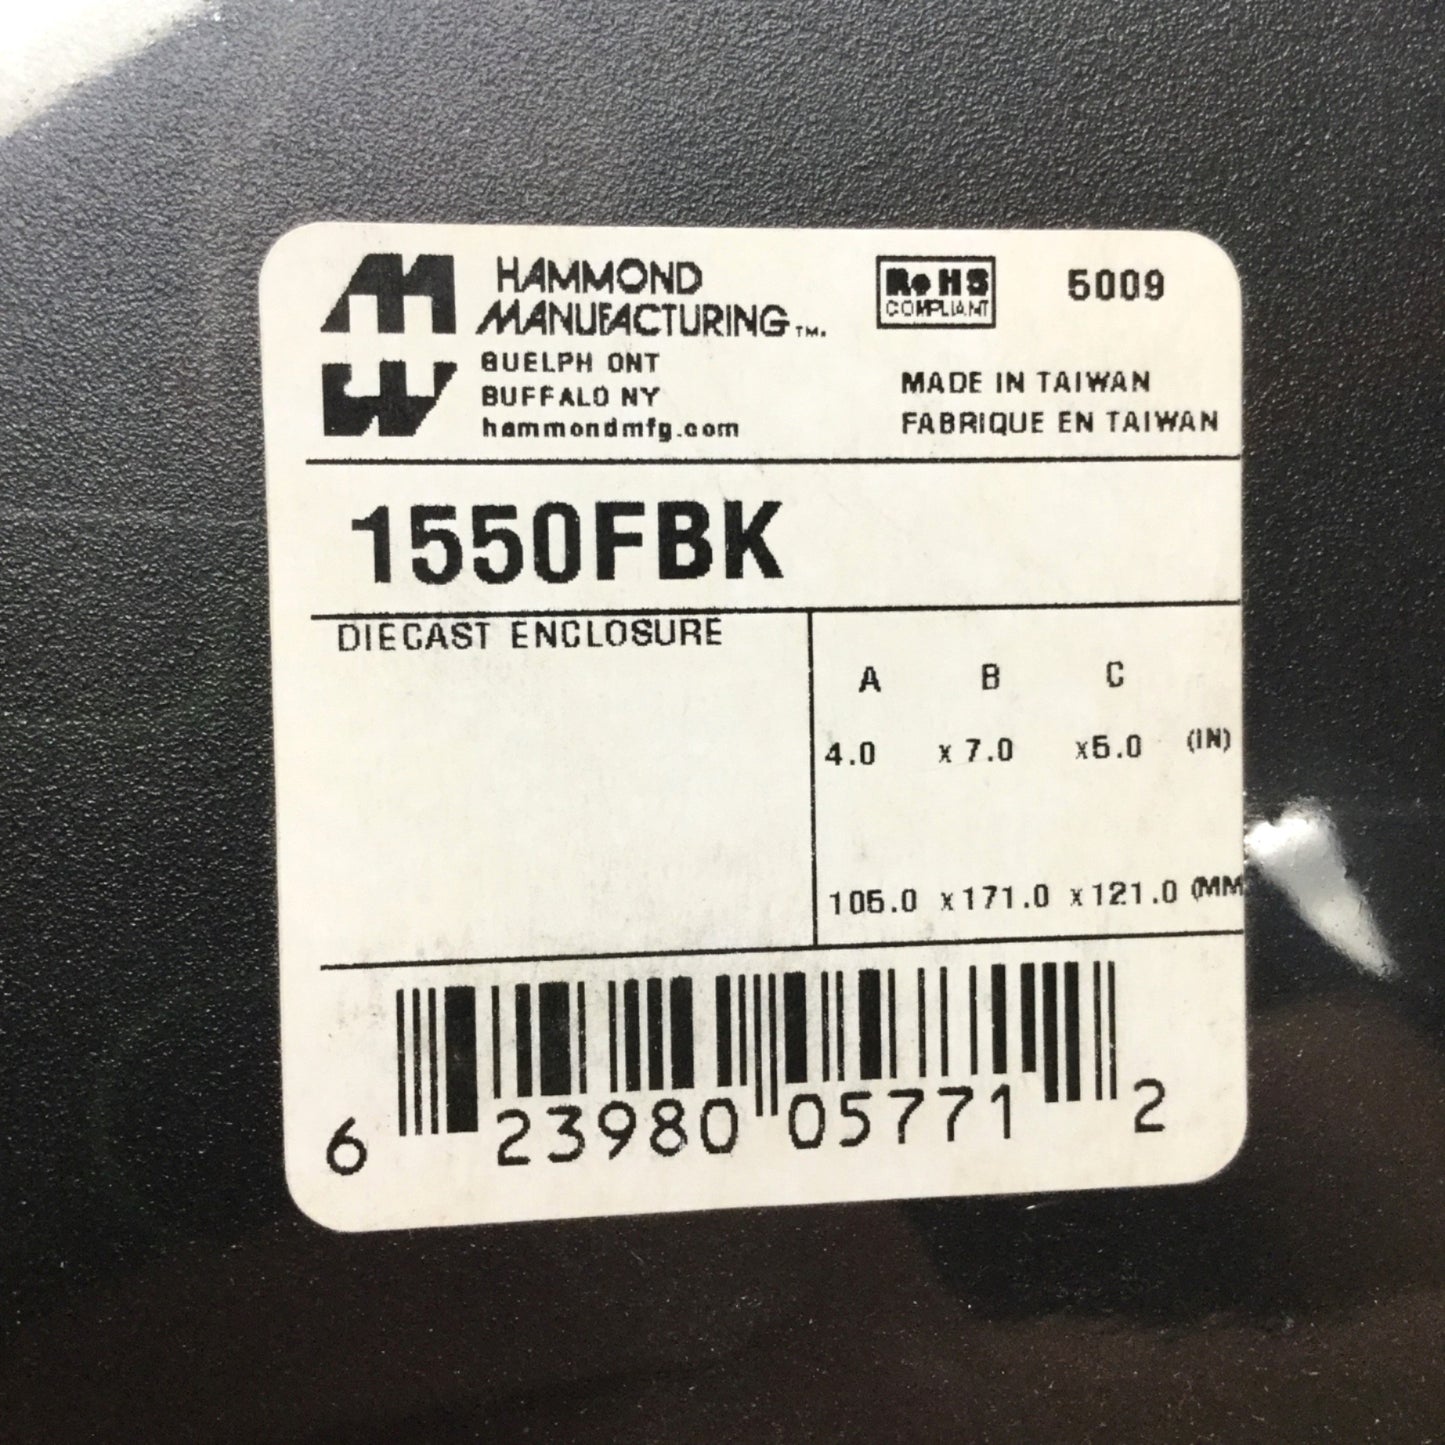 HAMMOND
MANUFACTURING™.
GUELPH ONT
BUFFALO NY
hammondmfg.com
RoHS
COMPLIANT
5009
MADE IN TAIWAN
FABRIQUE EN TAIWAN
1550FBK
DIECAST ENCLOSURE
A B C
4.0 x 7.0 x5.0 (IN)
105.0 x171.0 x121.0 (MM
6 23980 05771 2